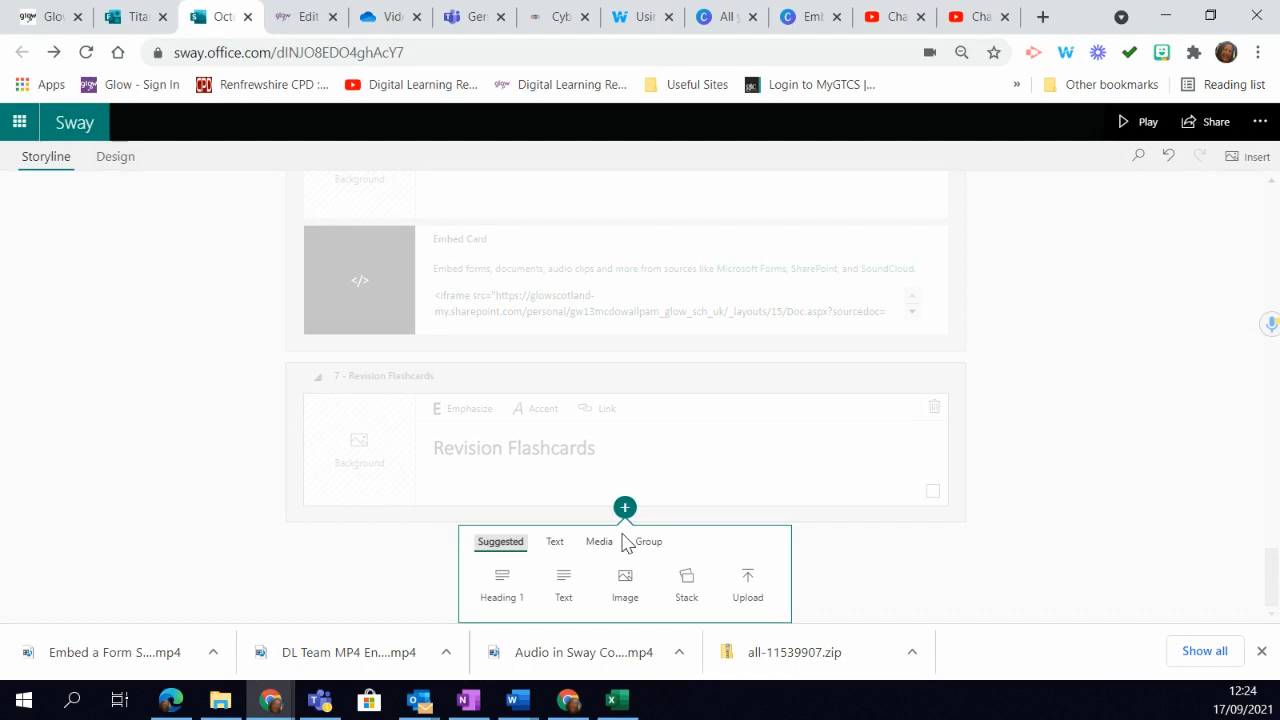 Glow
Tita
Oct
Edit
Vide
Ger
Cyb
Usin
All y
Emb
Cha
Cha
sway.office.com/dINJO8EDO4ghAcY7
Apps
Glow - Sign In
Renfrewshire CPD :...
Digital Learning Re...
Digital Learning Re...
Useful Sites
Login to MyGTCS |...
»
Other bookmarks
Reading list
Sway
Play
Share
Storyline
Design
Insert
Background
Embed Card
Embed forms, documents, audio clips and more from sources like Microsoft Forms, SharePoint, and SoundCloud.
</>
<iframe src="https://glowscotland-
my.sharepoint.com/personal/gw13mcdowallpam_glow_sch_uk/_layouts/15/Doc.aspx?sourcedoc=
7 - Revision Flashcards
Emphasize
Accent
Link
Revision Flashcards
Background
Suggested
Text
Media
Group
Heading 1
Text
Image
Stack
Upload
Embed a Form S....mp4
DL Team MP4 En....mp4
Audio in Sway Co....mp4
all-11539907.zip
Show all
12:24
17/09/2021